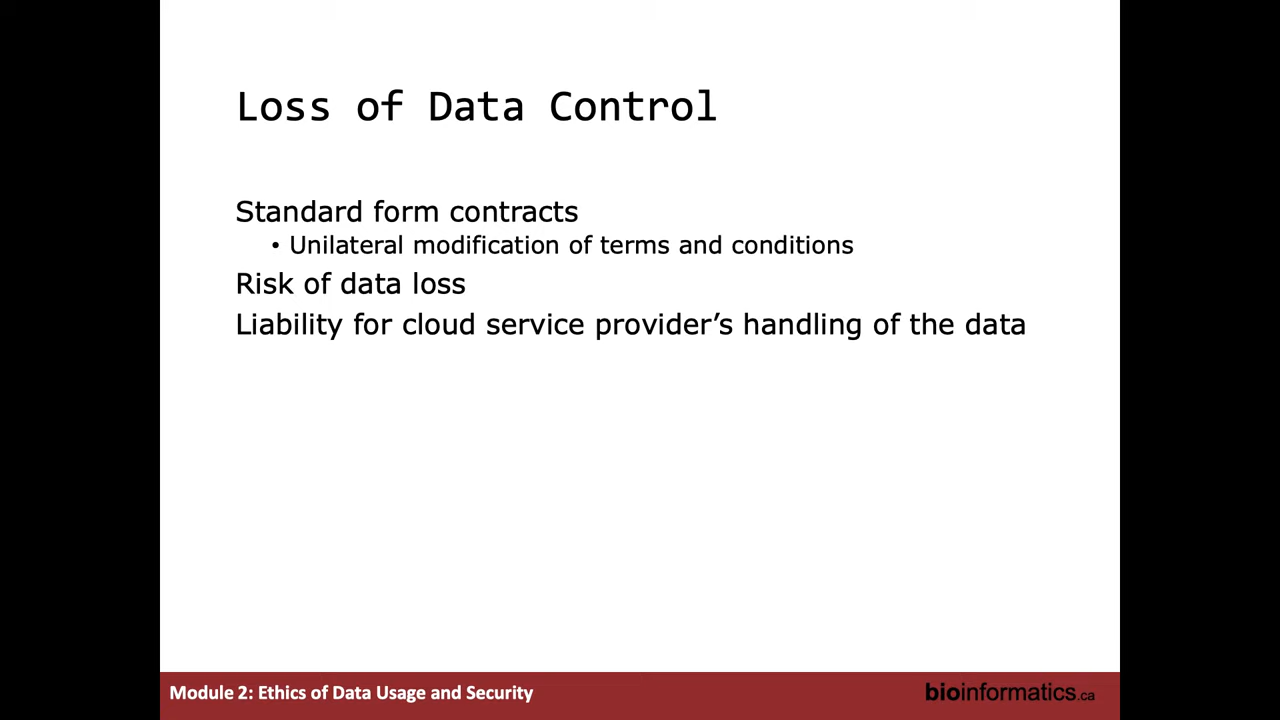 Loss of Data Control
Standard form contracts
• Unilateral modification of terms and conditions
Risk of data loss
Liability for cloud service provider’s handling of the data
Module 2: Ethics of Data Usage and Security
bioinformatics.ca